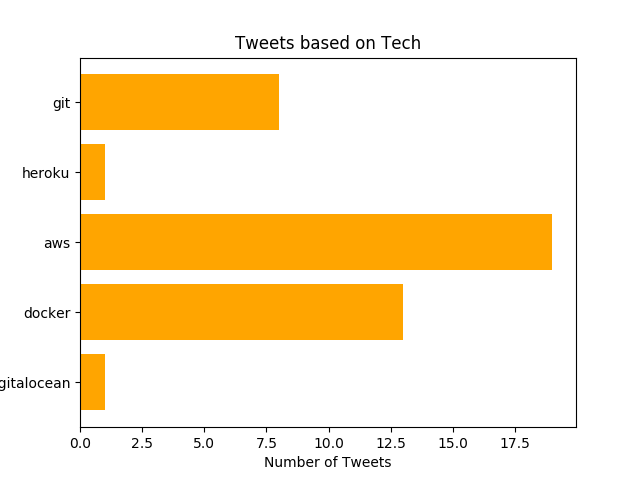 Tweets based on Tech
git
heroku
aws
docker
gitalocean
0.0 2.5 5.0 7.5 10.0 12.5 15.0 17.5
Number of Tweets